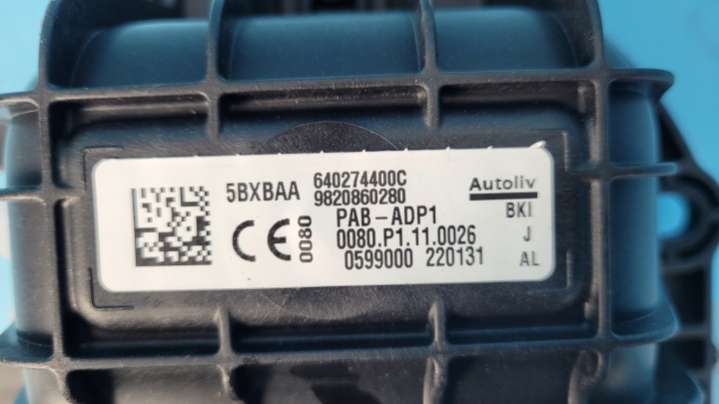 5BXBAA 640274400C Autoliv
9820860280
PAB-ADP1 BKI
CE 0080 0080.P1.11.0026 J
0599000 220131 AL